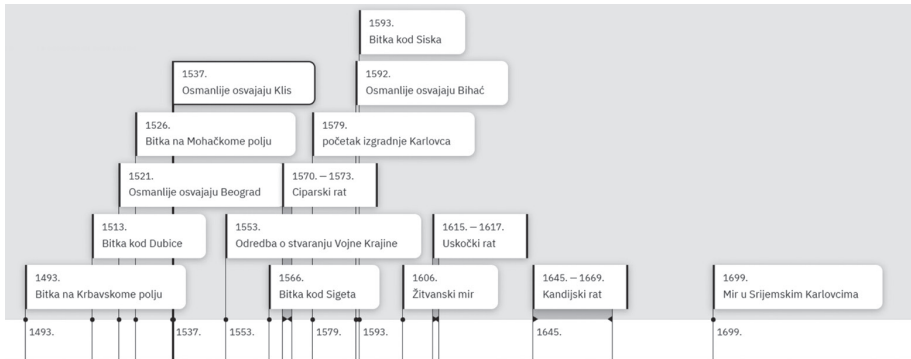 1593.
Bitka kod Siska
1537.
Osmanlije osvajaju Klis
1592.
Osmanlije osvajaju Bihać
1526.
Bitka na Mohačkome polju
1579.
početak izgradnje Karlovca
1521.
Osmanlije osvajaju Beograd
1570. — 1573.
Ciparski rat
1513.
Bitka kod Dubice
1553.
Odredba o stvaranju Vojne Krajine
1615. — 1617.
Uskočki rat
1493.
Bitka na Krbavskome polju
1566.
Bitka kod Sigeta
1606.
Žitvanski mir
1645. — 1669.
Kandijski rat
1699.
Mir u Srijemskim Karlovcima
1493.
1537.
1553.
1579.
1593.
1645.
1699.